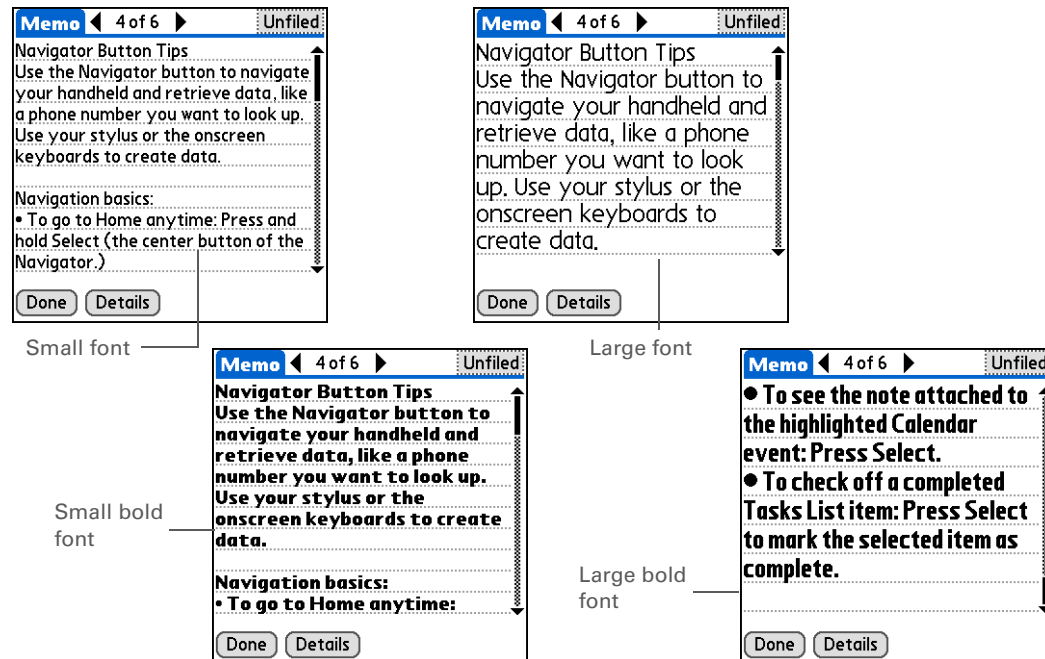 Memo 4 of 6 Unfiled
Navigator Button Tips
Use the Navigator button to navigate
your handheld and retrieve data, like
a phone number you want to look up.
Use your stylus or the onscreen
keyboards to create data.
Navigation basics:
• To go to Home anytime: Press and
hold Select (the center button of the
Navigator.)
Done Details
Small font
Memo 4 of 6 Unfiled
Navigator Button Tips
Use the Navigator button to
navigate your handheld and
retrieve data, like a phone
number you want to look
up. Use your stylus or the
onscreen keyboards to
create data.
Done Details
Large font
Memo 4 of 6 Unfiled
Navigator Button Tips
Use the Navigator button to
navigate your handheld and
retrieve data, like a phone
number you want to look up.
Use your stylus or the
onscreen keyboards to create
data.
Navigation basics:
• To go to Home anytime:
Done Details
Small bold
font
Memo 4 of 6 Unfiled
● To see the note attached to
the highlighted Calendar
event: Press Select.
● To check off a completed
Tasks List item: Press Select
to mark the selected item as
complete.
Done Details
Large bold
font